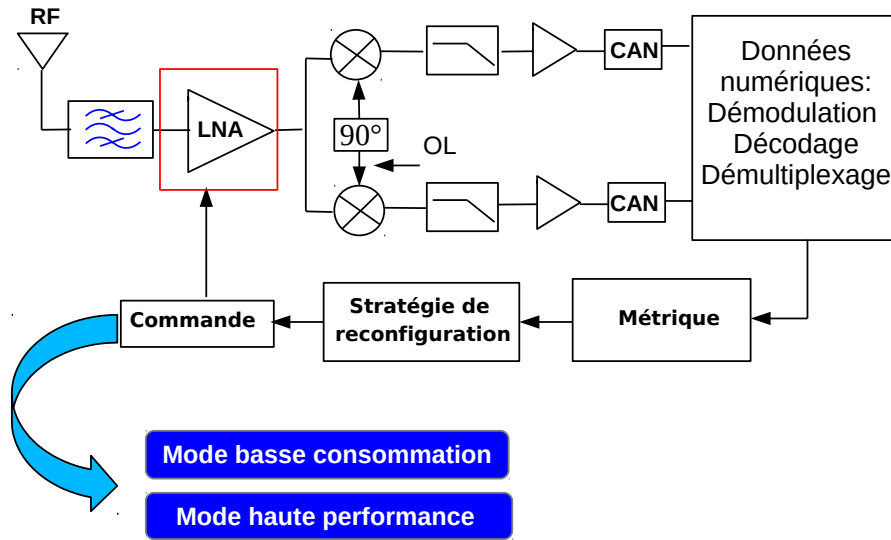 RF
LNA
90°
OL
CAN
CAN
Données
numériques:
Démodulation
Décodage
Démultiplexage
Commande
Stratégie de
reconfiguration
Métrique
Mode basse consommation
Mode haute performance